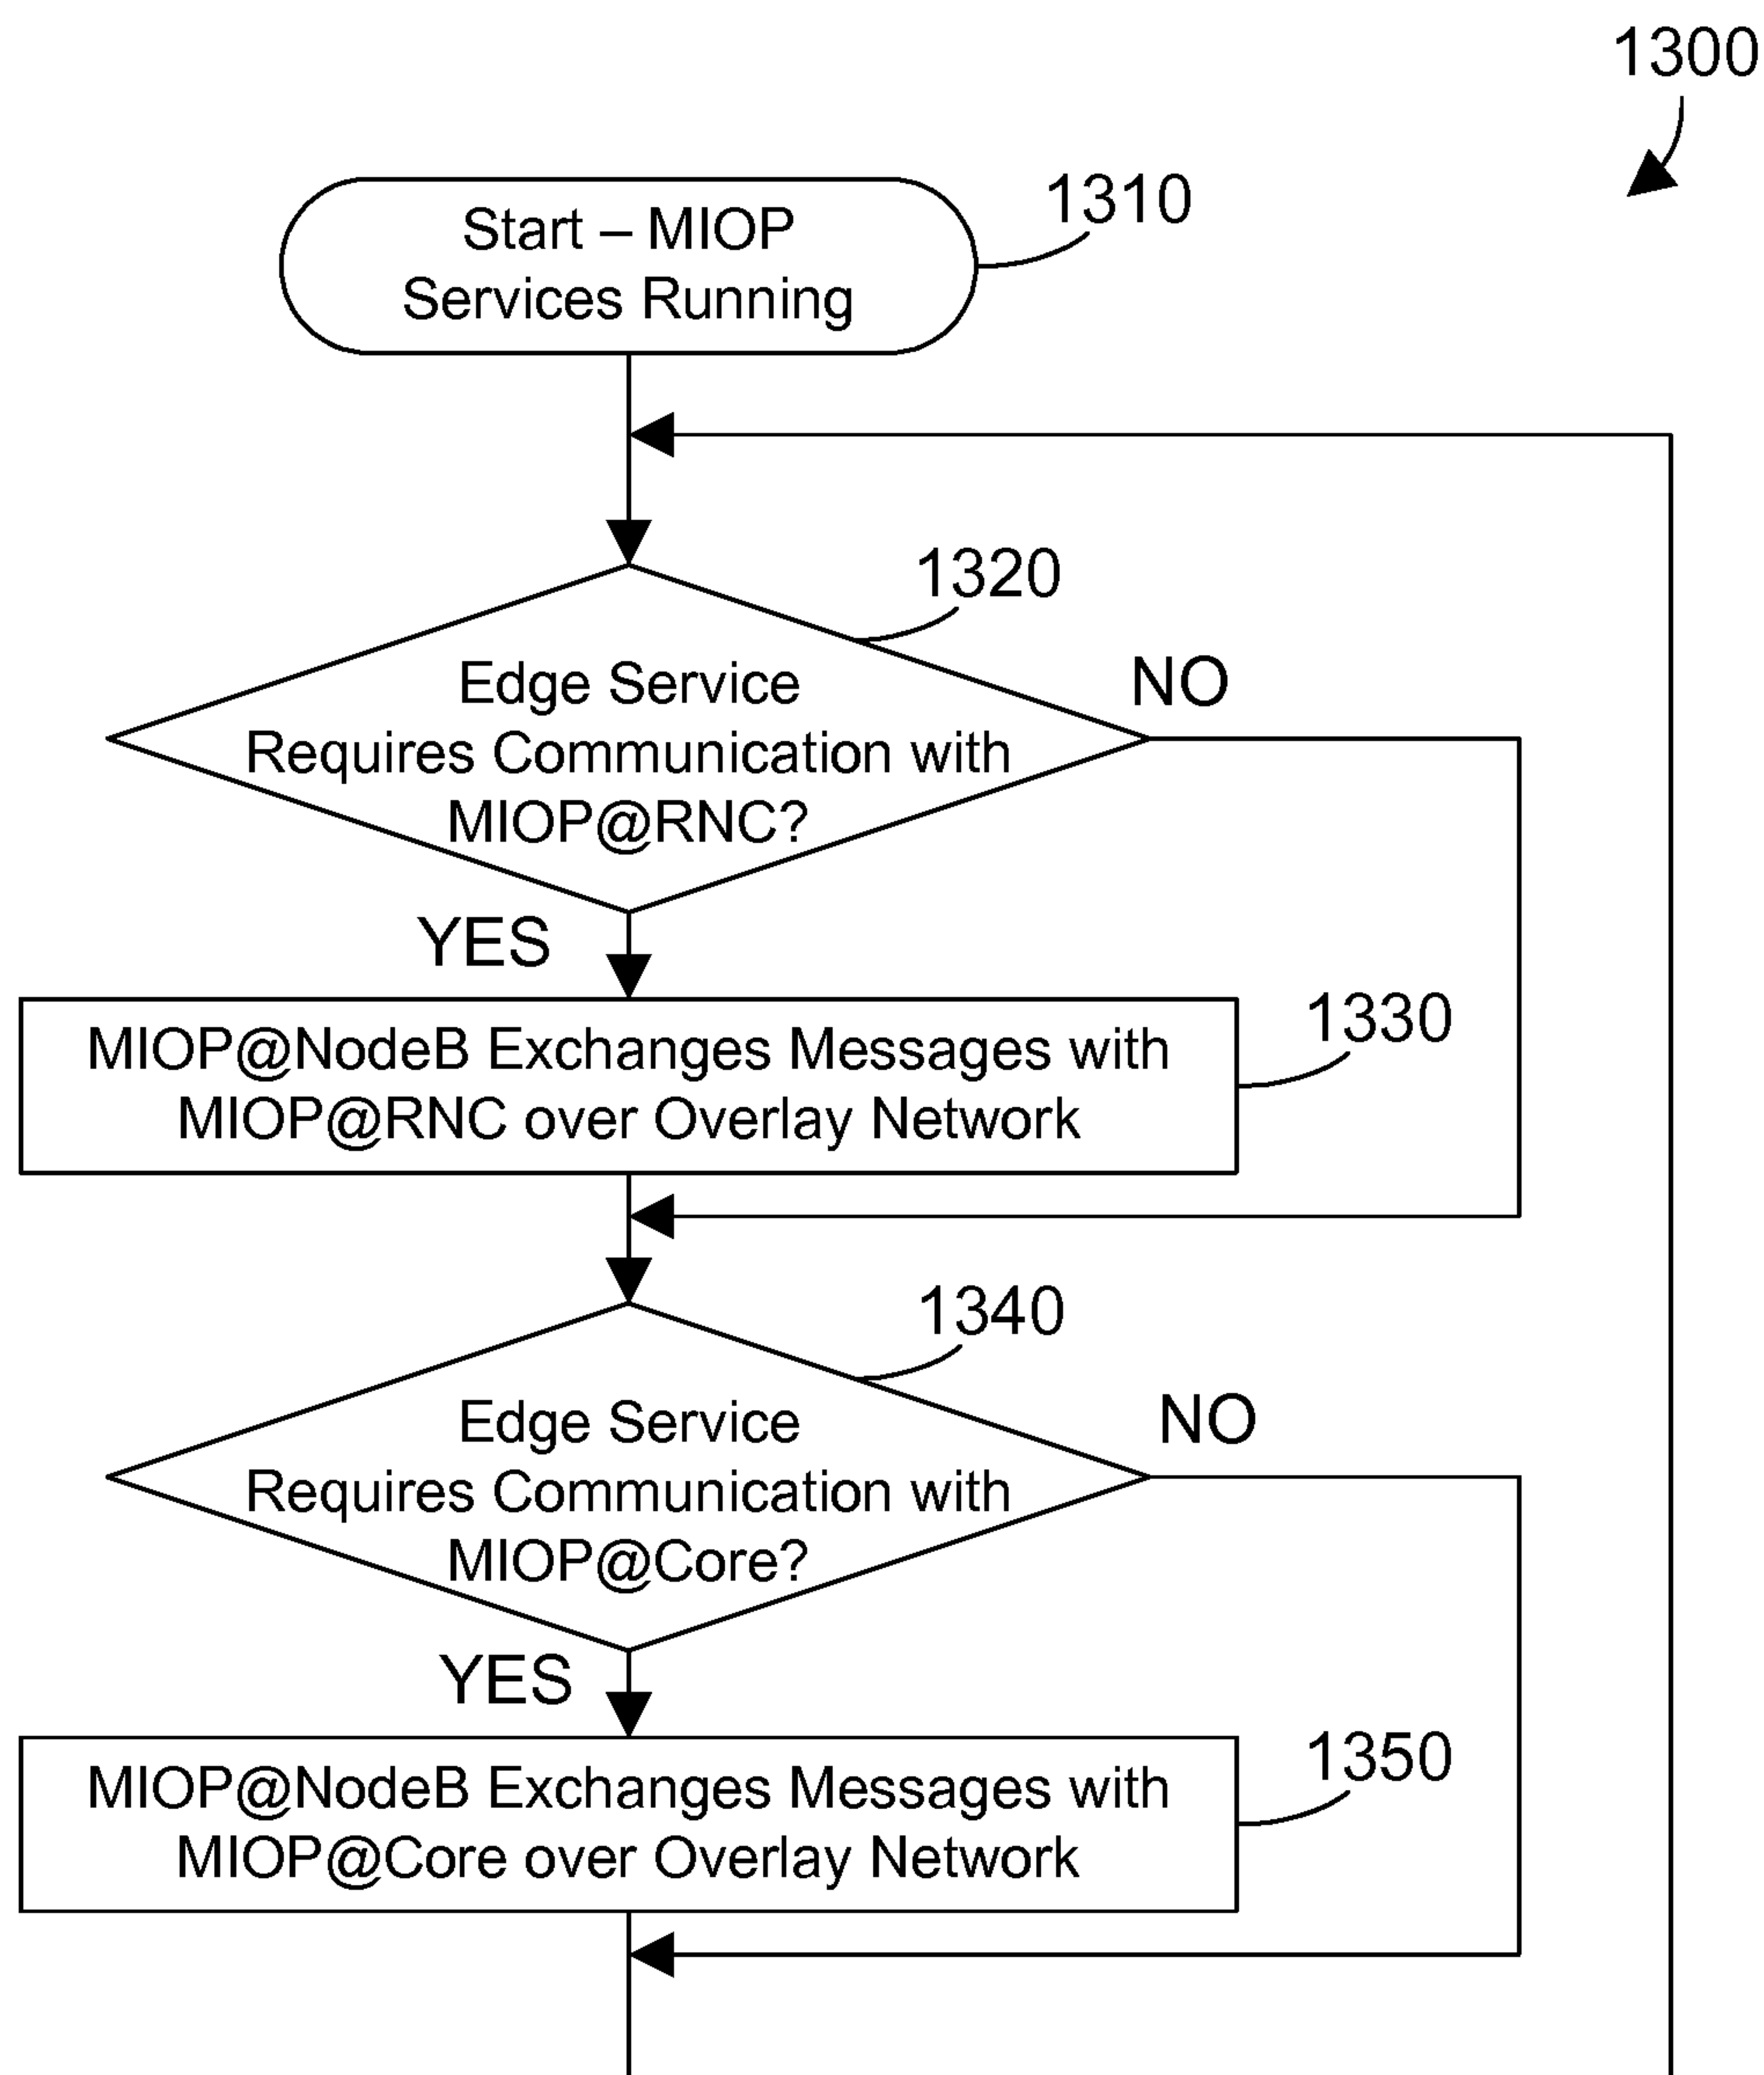 1300
1310
Start – MIOP
Services Running
1320
Edge Service
Requires Communication with
MIOP@RNC?
NO
YES
1330
MIOP@NodeB Exchanges Messages with
MIOP@RNC over Overlay Network
1340
Edge Service
Requires Communication with
MIOP@Core?
NO
YES
1350
MIOP@NodeB Exchanges Messages with
MIOP@Core over Overlay Network